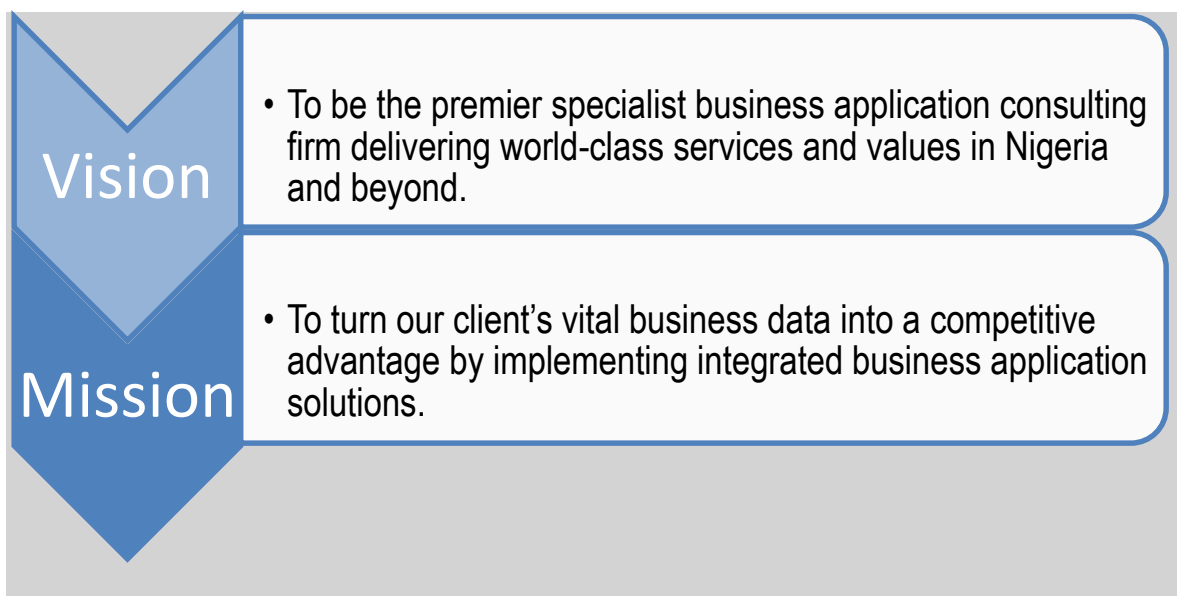 Vision
• To be the premier specialist business application consulting
firm delivering world-class services and values in Nigeria
and beyond.
Mission
• To turn our client’s vital business data into a competitive
advantage by implementing integrated business application
solutions.